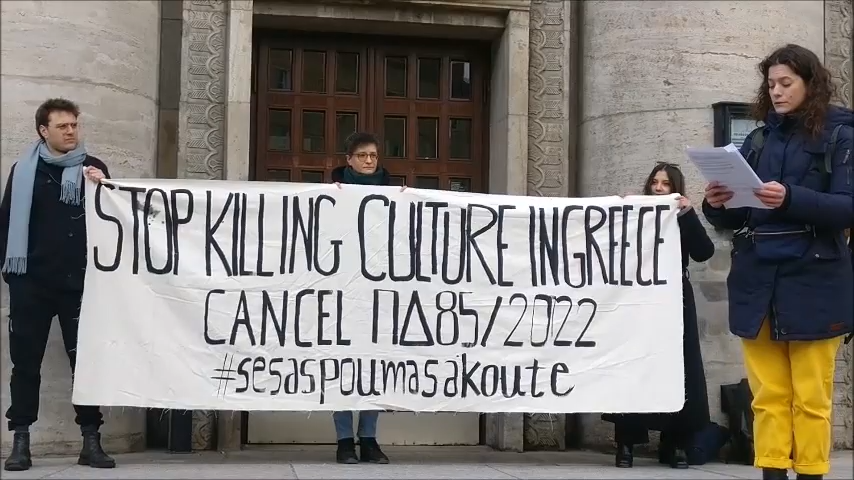 STOP KILLING CULTURE IN GREECE
CANCEL ΠΔ85/2022
#sesaspoumasakoute